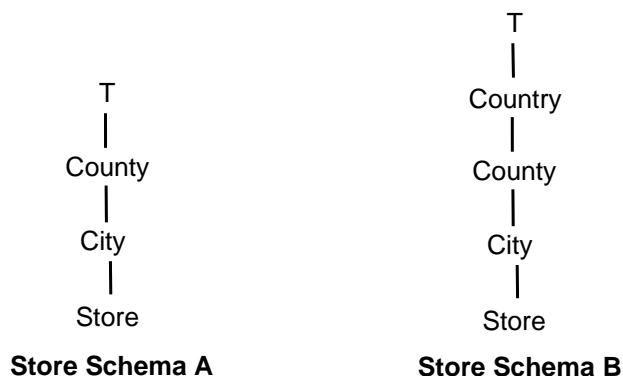 T
County
City
Store
Store Schema A
T
Country
County
City
Store
Store Schema B